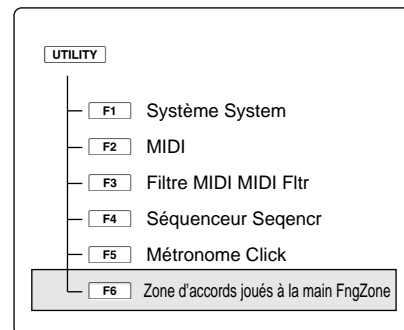 UTILITY
F1 Système System
F2 MIDI
F3 Filtre MIDI MIDI Fltr
F4 Séquenceur Seqencr
F5 Métronome Click
F6 Zone d'accords joués à la main FngZone